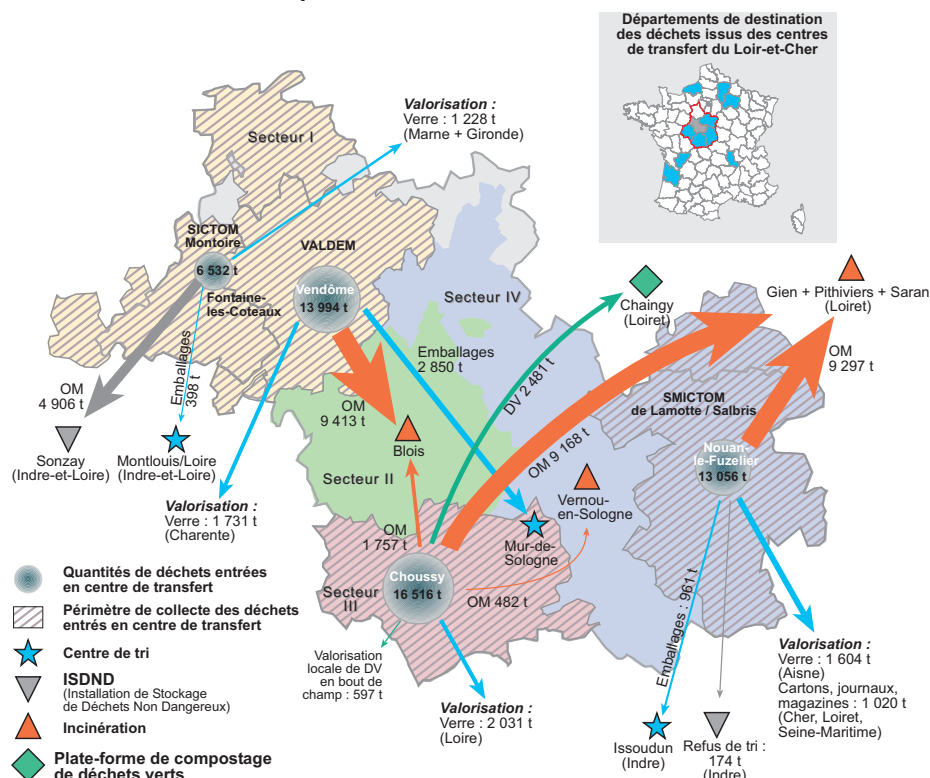 Départements de destination
des déchets issus des centres
de transfert du Loir-et-Cher
Valorisation :
Verre : 1 228 t
(Marne + Gironde)
Secteur I
SICTOM
Montoire
6 532 t
Fontaine-
les-Coteaux
VALDEM
Vendôme
13 994 t
Secteur IV
Chaingy
(Loiret)
Gien + Pithiviers + Saran
(Loiret)
Emballages
398 t
Emballages
2 850 t
DV 2 481 t
OM
9 297 t
OM
4 906 t
OM
9 413 t
SMICTOM
de Lamotte / Salbris
Blois
OM 9 168 t
Nouan-
le-Fuzelier
13 056 t
Sonzay
(Indre-et-Loire)
Montlouis/Loire
(Indre-et-Loire)
Secteur II
Vernou-
en-Sologne
Valorisation :
Verre : 1 731 t
(Charente)
OM
1 757 t
Mur-de-
Sologne
Quantités de déchets entrées
en centre de transfert
Choussy
16 516 t
Secteur
III
OM 482 t
Périmètre de collecte des déchets
entrés en centre de transfert
Emballages : 961 t
Centre de tri
Valorisation
locale de DV
en bout de
champ : 597 t
Valorisation :
Verre : 1 604 t
(Aisne)
Cartons, journaux,
magazines : 1 020 t
(Cher, Loiret,
Seine-Maritime)
ISDND
(Installation de Stockage
de Déchets Non Dangereux)
Valorisation :
Verre : 2 031 t
(Loire)
Incinération
Issoudun
(Indre)
Refus de tri :
174 t
(Indre)
Plate-forme de compostage
de déchets verts